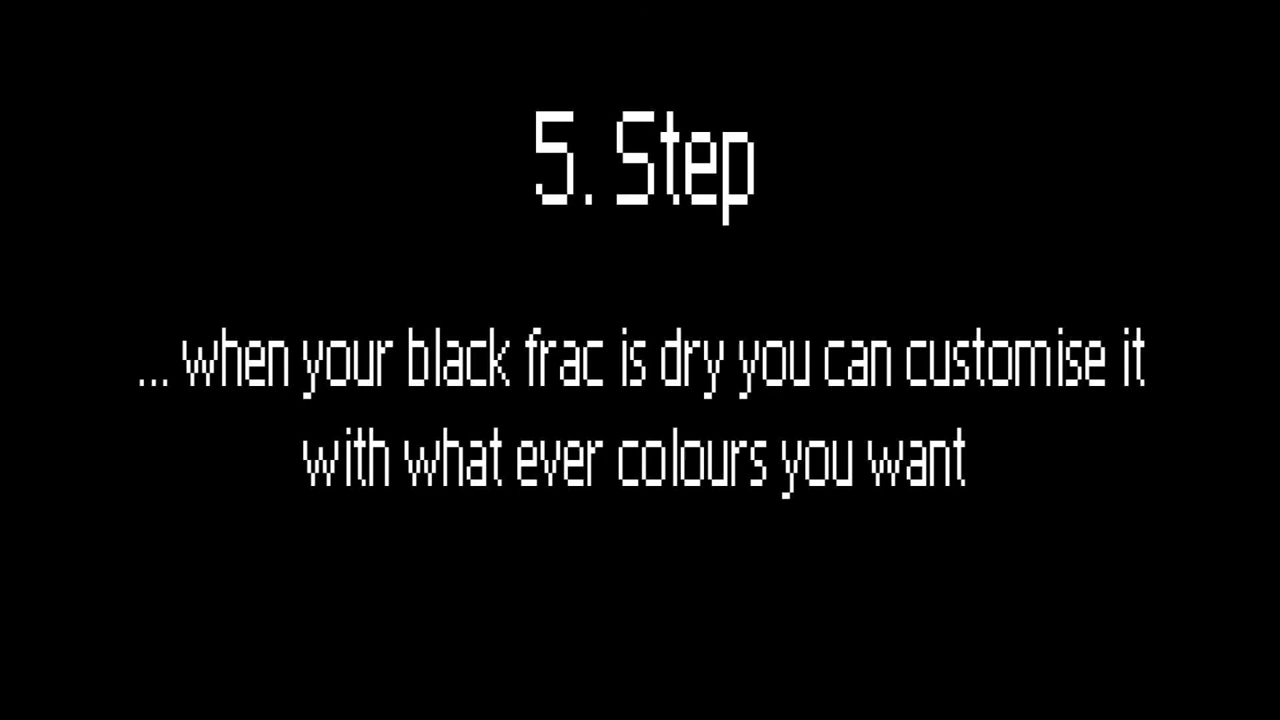 5. Step
... when your black frac is dry you can customise it
with what ever colours you want